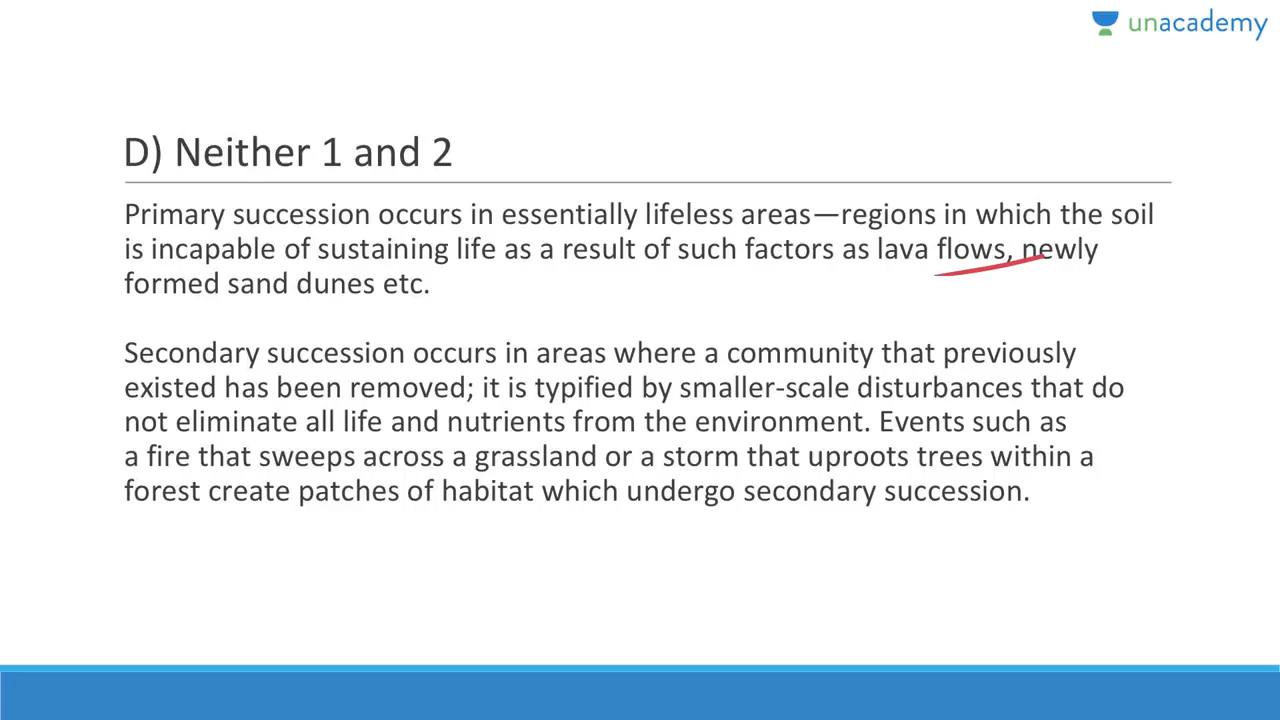 unacademy
D) Neither 1 and 2
Primary succession occurs in essentially lifeless areas—regions in which the soil
is incapable of sustaining life as a result of such factors as lava flows, newly
formed sand dunes etc.
Secondary succession occurs in areas where a community that previously
existed has been removed; it is typified by smaller-scale disturbances that do
not eliminate all life and nutrients from the environment. Events such as
a fire that sweeps across a grassland or a storm that uproots trees within a
forest create patches of habitat which undergo secondary succession.